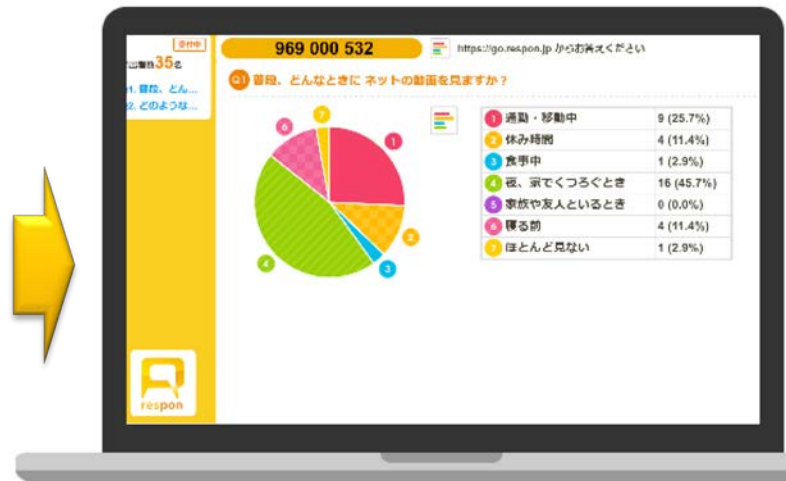 受付中
969 000 532
https://go.respon.jp からお答えください
35名
1. 普段、どん...
2. どのような...
Q1 普段、どんなときに ネットの動画を見ますか？
1 通勤・移動中 9 (25.7%)
2 休み時間 4 (11.4%)
3 食事中 1 (2.9%)
4 夜、家でくつろぐとき 16 (45.7%)
5 家族や友人といるとき 0 (0.0%)
6 寝る前 4 (11.4%)
7 ほとんど見ない 1 (2.9%)
7
6
1
2
4
3
respon